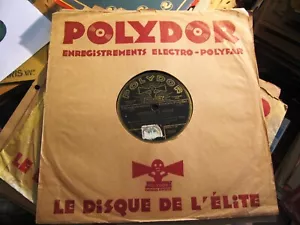 POLYDOR
ENREGISTREMENTS ELECTRO-POLYFAR
POLYDOR
LE DISQUE DE L'ÉLITE